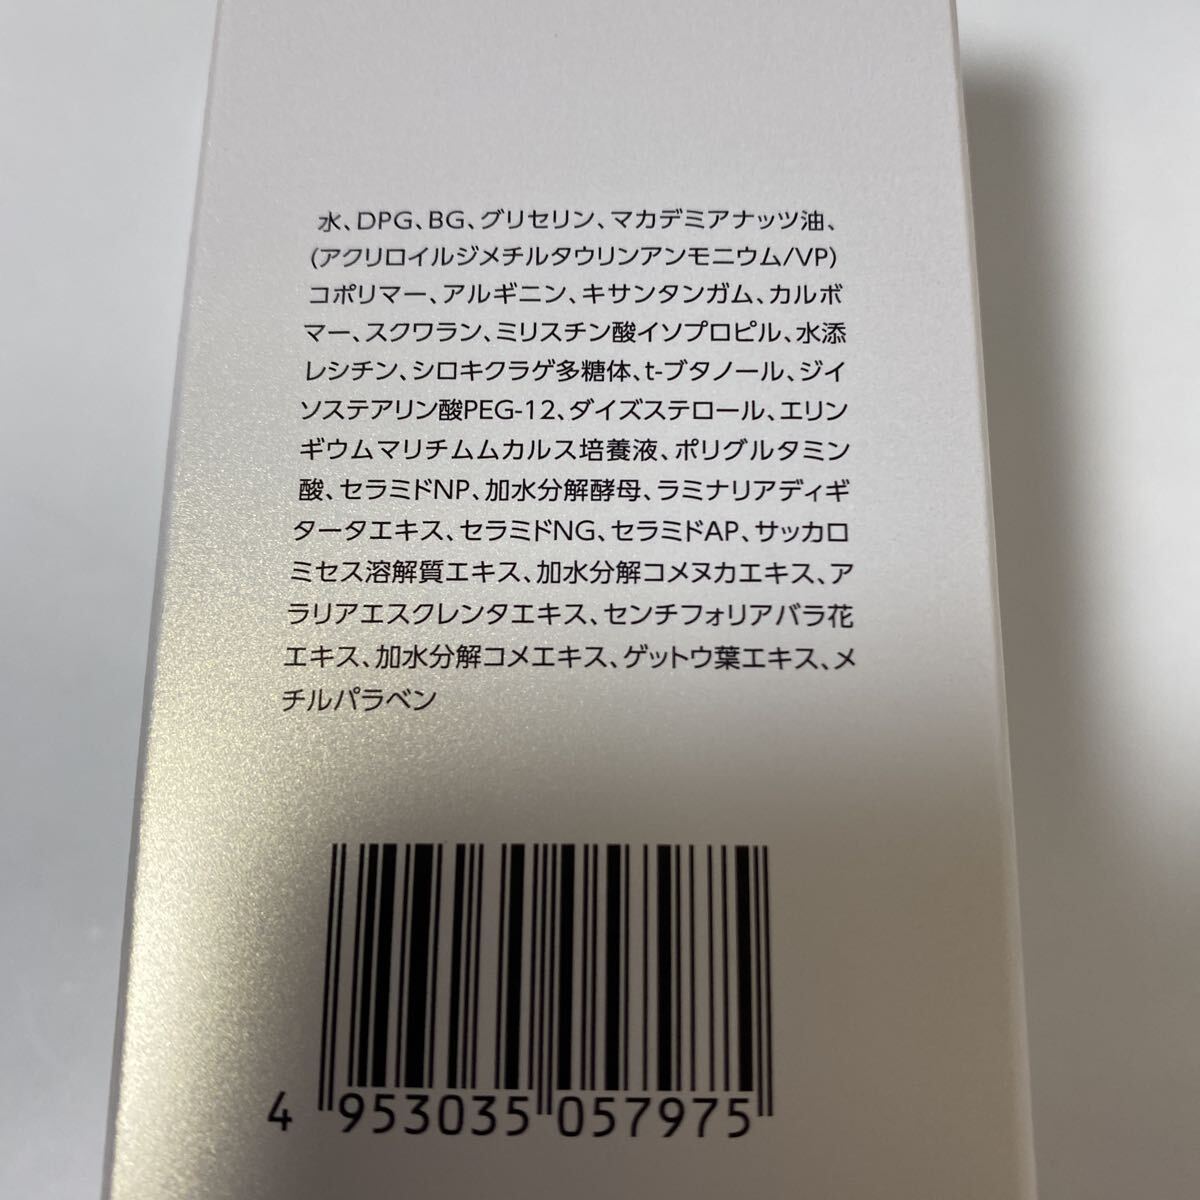 水、DPG、BG、グリセリン、マカデミアナッツ油、
(アクリロイルジメチルタウリンアンモニウム/VP)
コポリマー、アルギニン、キサンタンガム、カルボ
マー、スクワラン、ミリスチン酸イソプロピル、水添
レシチン、シロキクラゲ多糖体、t-ブタノール、ジイ
ソステアリン酸PEG-12、ダイズステロール、エリン
ギウムマリチムムカルス培養液、ポリグルタミン
酸、セラミドNP、加水分解酵母、ラミナリアディギ
タータエキス、セラミドNG、セラミドAP、サッカロ
ミセス溶解質エキス、加水分解コメヌカエキス、ア
ラリアエスクレンタエキス、センチフォリアバラ花
エキス、加水分解コメエキス、ゲットウ葉エキス、メ
チルパラベン
4 953035 057975